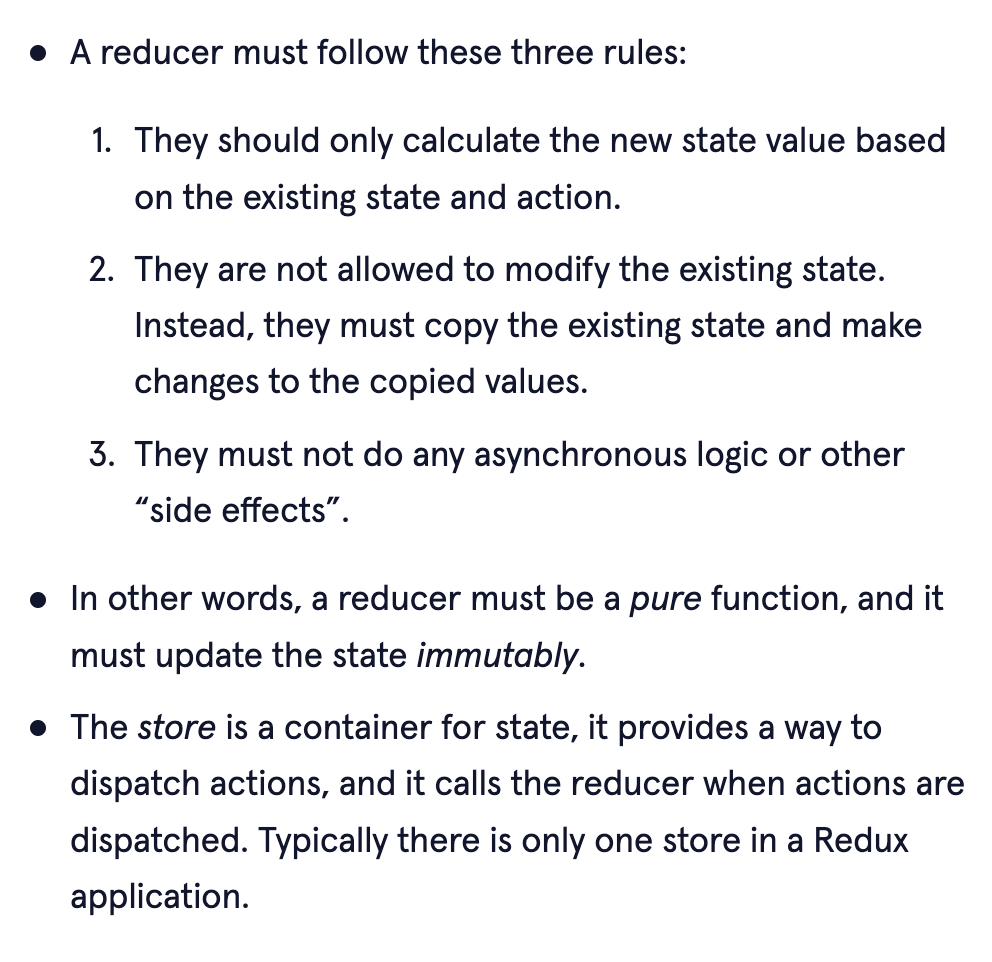 • A reducer must follow these three rules:
1. They should only calculate the new state value based
on the existing state and action.
2. They are not allowed to modify the existing state.
Instead, they must copy the existing state and make
changes to the copied values.
3. They must not do any asynchronous logic or other
“side effects”.
• In other words, a reducer must be a pure function, and it
must update the state immutably.
• The store is a container for state, it provides a way to
dispatch actions, and it calls the reducer when actions are
dispatched. Typically there is only one store in a Redux
application.